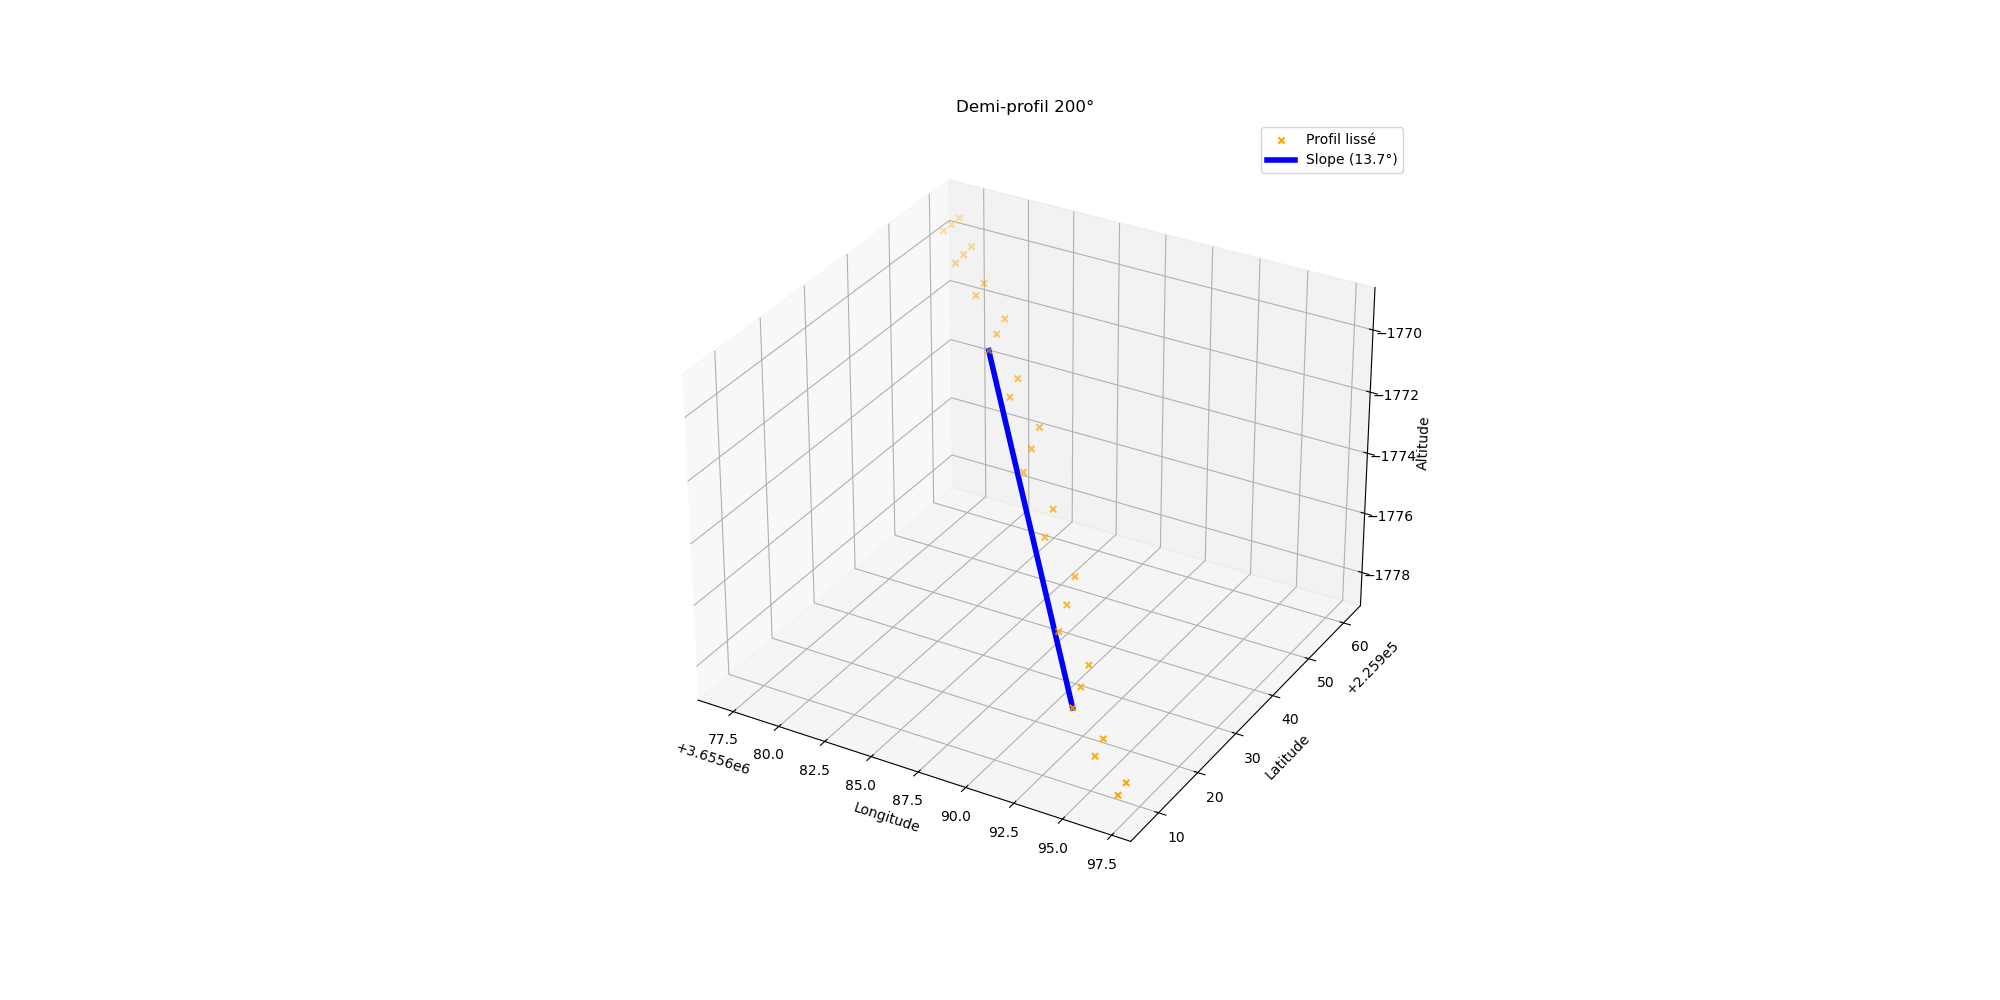 Demi-profil 200°
Profil lissé
Slope (13.7°)
−1770
−1772
−1774
−1776
−1778
Altitude
60
50
40
30
20
10
+2.259e5
Latitude
77.5
80.0
82.5
85.0
87.5
90.0
92.5
95.0
97.5
+3.6556e6
Longitude